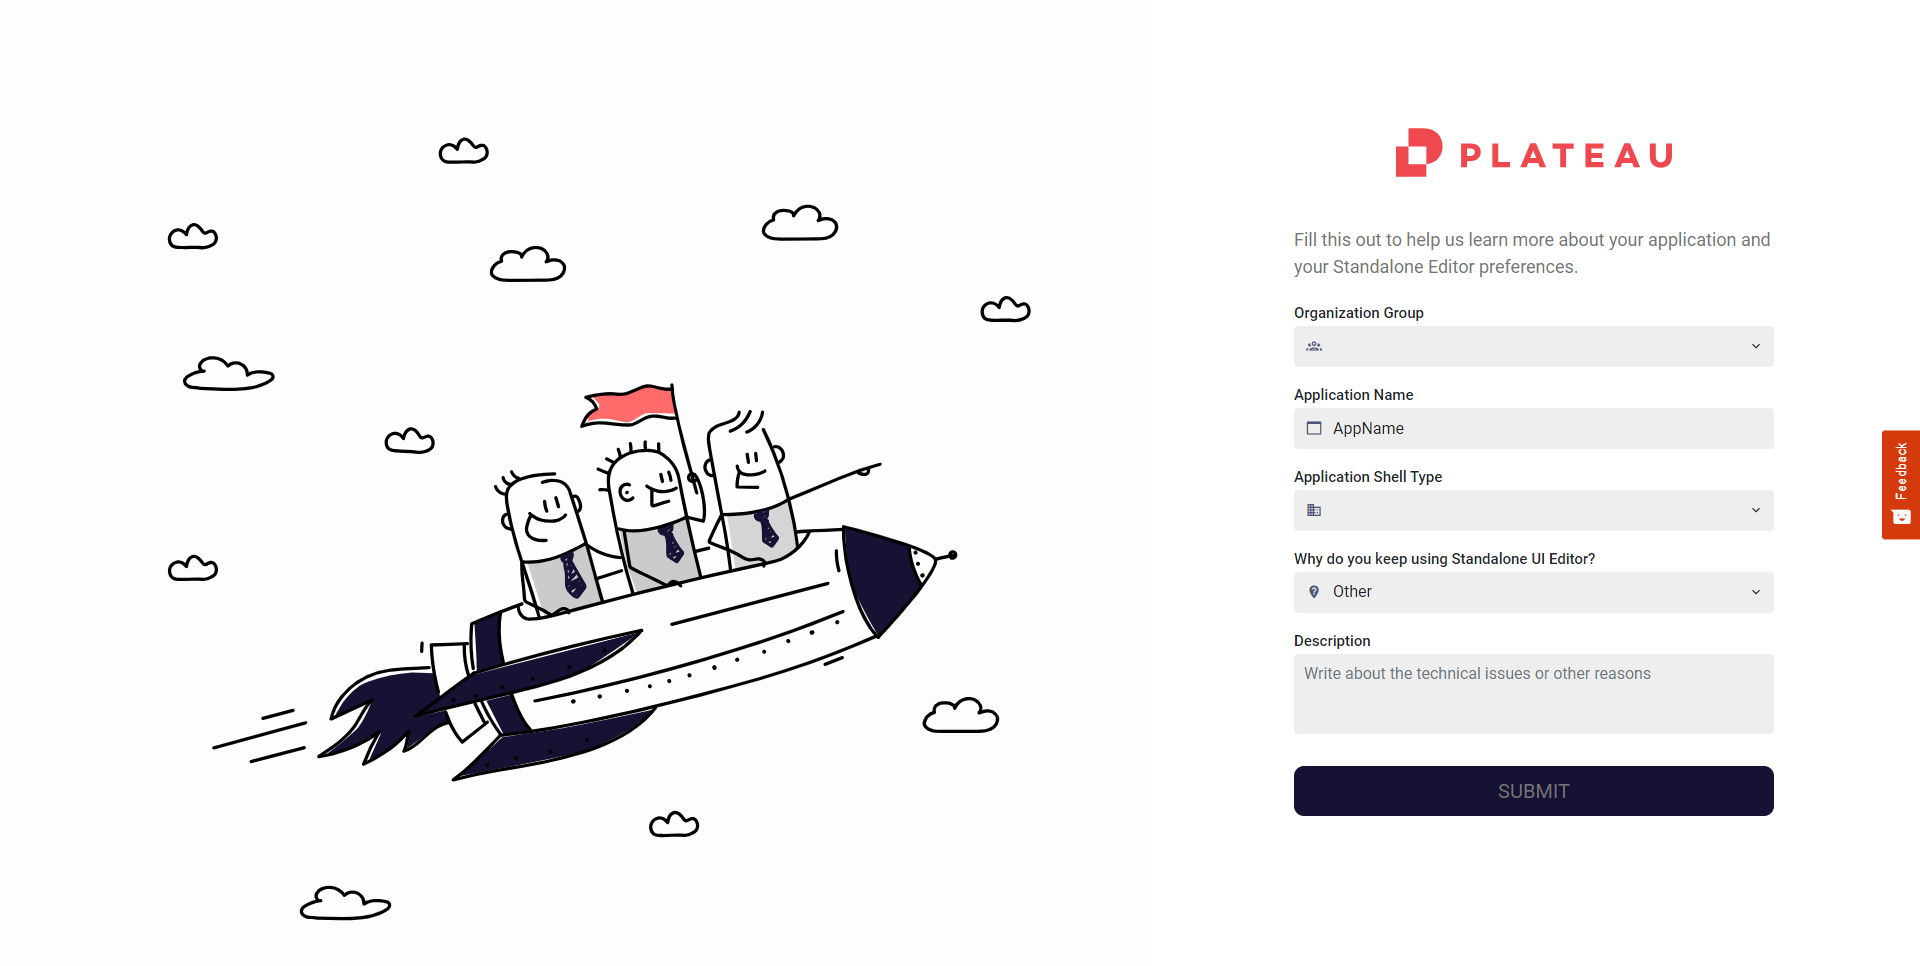 PLATEAU
Fill this out to help us learn more about your application and
your Standalone Editor preferences.
Organization Group
Application Name
AppName
Application Shell Type
Why do you keep using Standalone UI Editor?
Other
Description
Write about the technical issues or other reasons
SUBMIT
Feedback